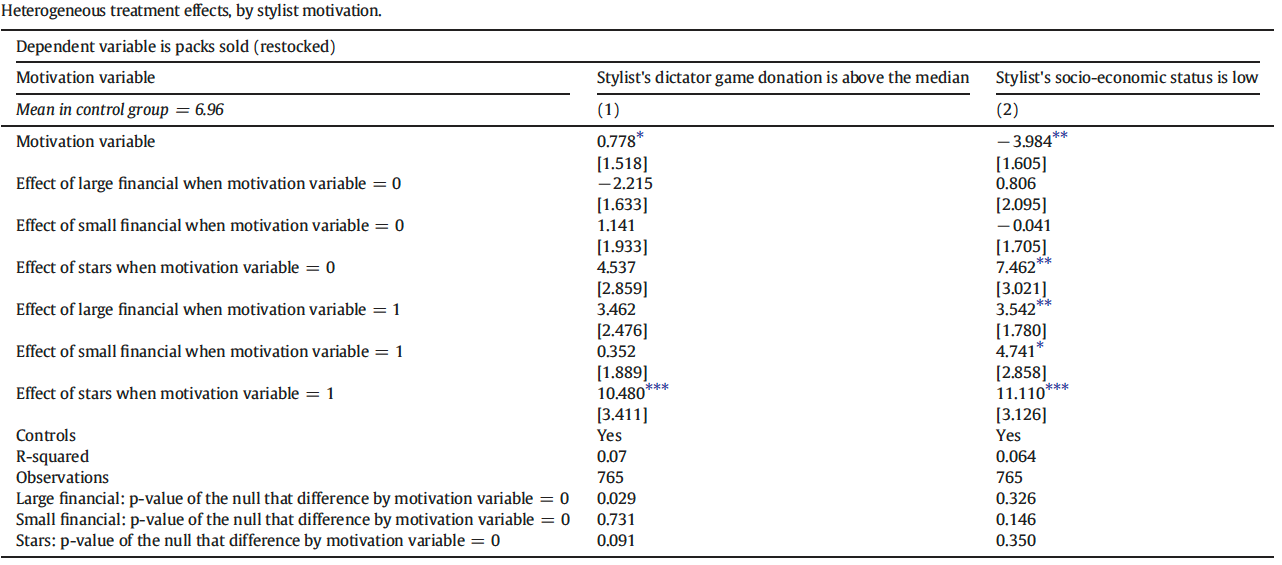 Heterogeneous treatment effects, by stylist motivation.
Dependent variable is packs sold (restocked)
Motivation variable Stylist's dictator game donation is above the median Stylist's socio-economic status is low
Mean in control group = 6.96 (1) (2)
Motivation variable 0.778* −3.984**
[1.518] [1.605]
Effect of large financial when motivation variable = 0 −2.215 0.806
[1.633] [2.095]
Effect of small financial when motivation variable = 0 1.141 −0.041
[1.933] [1.705]
Effect of stars when motivation variable = 0 4.537 7.462**
[2.859] [3.021]
Effect of large financial when motivation variable = 1 3.462 3.542**
[2.476] [1.780]
Effect of small financial when motivation variable = 1 0.352 4.741*
[1.889] [2.858]
Effect of stars when motivation variable = 1 10.480*** 11.110***
[3.411] [3.126]
Controls Yes Yes
R-squared 0.07 0.064
Observations 765 765
Large financial: p-value of the null that difference by motivation variable = 0 0.029 0.326
Small financial: p-value of the null that difference by motivation variable = 0 0.731 0.146
Stars: p-value of the null that difference by motivation variable = 0 0.091 0.350